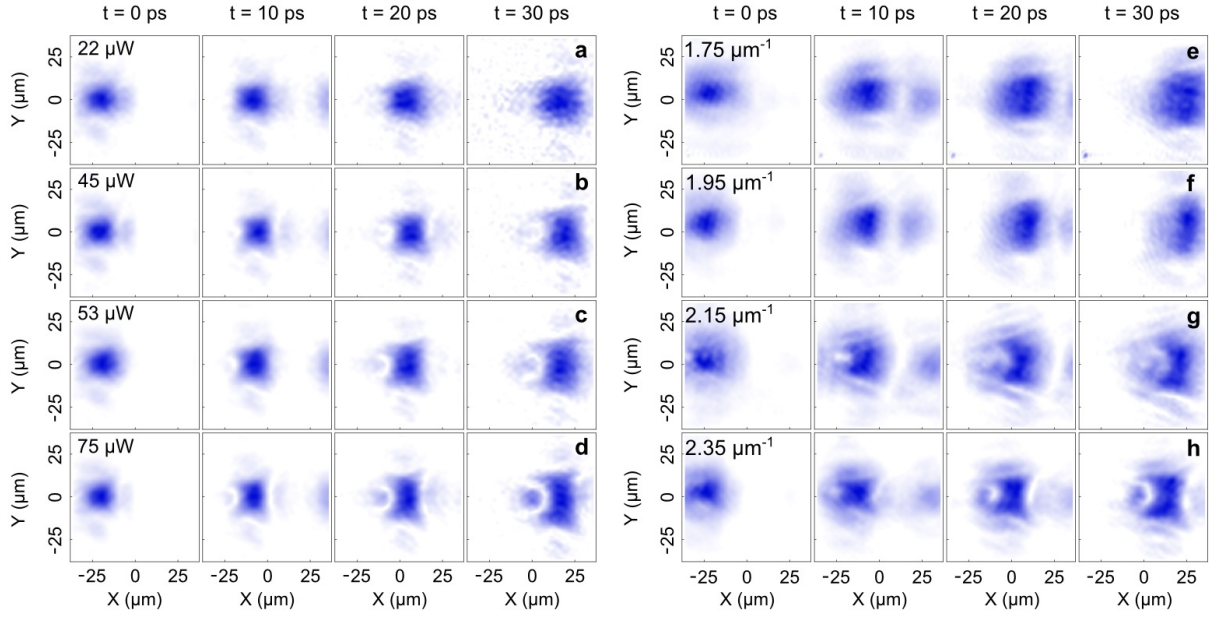 t = 0 ps t = 10 ps t = 20 ps t = 30 ps t = 0 ps t = 10 ps t = 20 ps t = 30 ps
22 µW a 1.75 µm⁻¹ e
25
0
-25
Y (µm)
25
0
-25
Y (µm)
45 µW b 1.95 µm⁻¹ f
25
0
-25
Y (µm)
25
0
-25
Y (µm)
53 µW c 2.15 µm⁻¹ g
25
0
-25
Y (µm)
25
0
-25
Y (µm)
75 µW d 2.35 µm⁻¹ h
25
0
-25
Y (µm)
25
0
-25
Y (µm)
-25 0 25 -25 0 25 -25 0 25 -25 0 25 -25 0 25 -25 0 25 -25 0 25 -25 0 25
X (µm) X (µm) X (µm) X (µm) X (µm) X (µm) X (µm) X (µm)